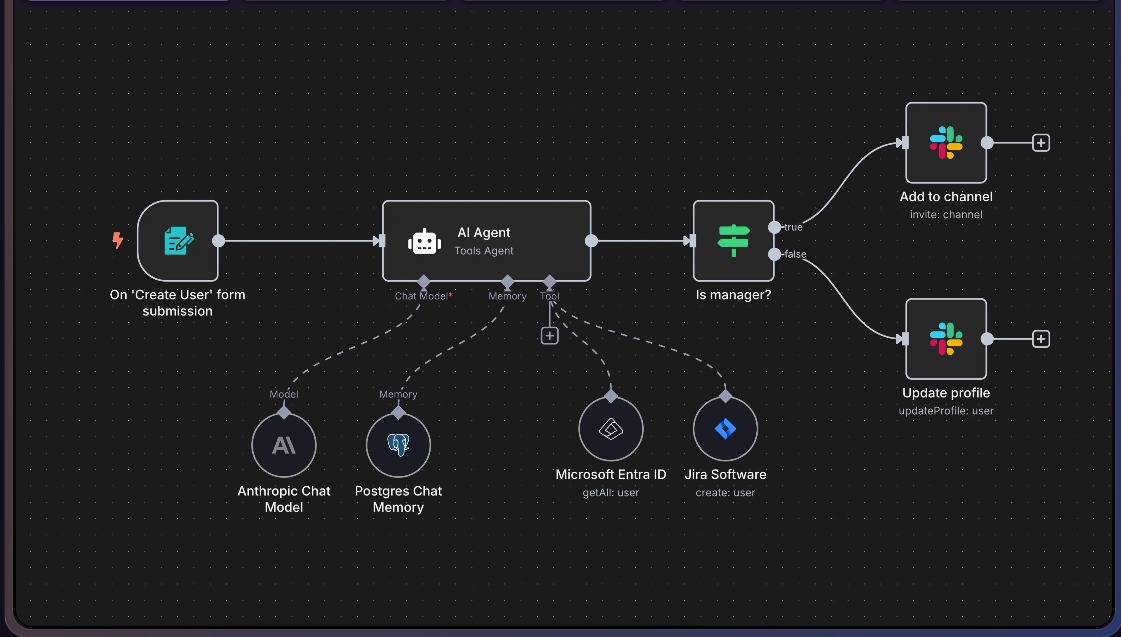 Add to channel
invite: channel
true
false
AI Agent
Tools Agent
On 'Create User' form
submission
Chat Model*
Memory
Tool
Is manager?
Update profile
updateProfile: user
Model
Memory
Anthropic Chat
Model
Postgres Chat
Memory
Microsoft Entra ID
getAll: user
Jira Software
create: user